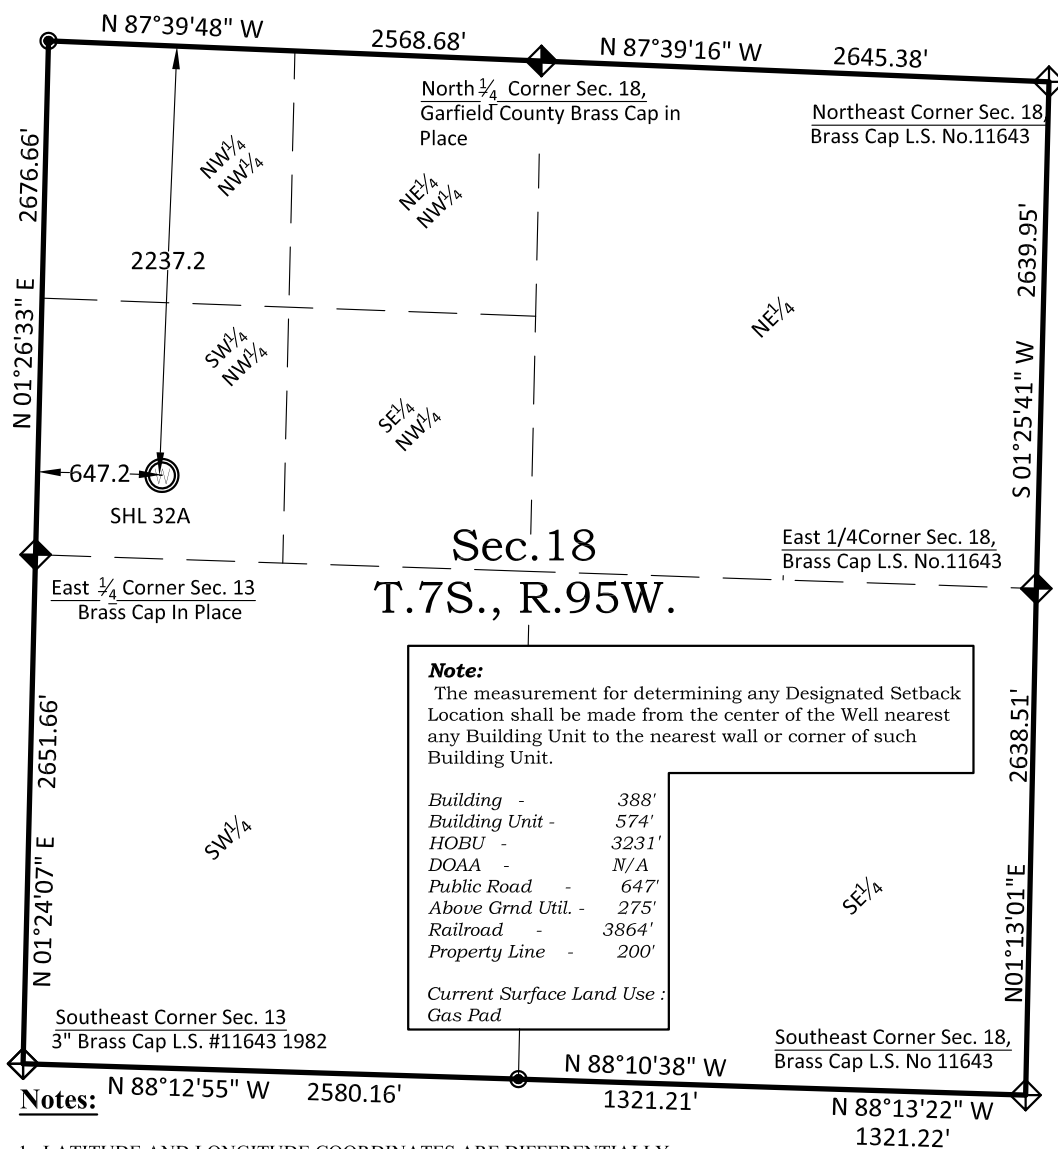 N 87°39'48" W
2568.68'
N 87°39'16" W
2645.38'
North 1/4 Corner Sec. 18,
Garfield County Brass Cap in
Place
Northeast Corner Sec. 18,
Brass Cap L.S. No.11643
2676.66'
N 01°26'33" E
NW1/4
NW1/4
NE1/4
NW1/4
2237.2
NE1/4
2639.95'
S 01°25'41" W
SW1/4
NW1/4
SE1/4
NW1/4
647.2
SHL 32A
Sec.18
T.7S., R.95W.
East 1/4Corner Sec. 18,
Brass Cap L.S. No.11643
East 1/4 Corner Sec. 13
Brass Cap In Place
Note:
The measurement for determining any Designated Setback
Location shall be made from the center of the Well nearest
any Building Unit to the nearest wall or corner of such
Building Unit.
Building - 388'
Building Unit - 574'
HOBU - 3231'
DOAA - N/A
Public Road - 647'
Above Grnd Util. - 275'
Railroad - 3864'
Property Line - 200'
Current Surface Land Use :
Gas Pad
2651.66'
N 01°24'07" E
SW1/4
SE1/4
2638.51'
N01°13'01"E
Southeast Corner Sec. 13
3" Brass Cap L.S. #11643 1982
Southeast Corner Sec. 18,
Brass Cap L.S. No 11643
N 88°12'55" W
2580.16'
N 88°10'38" W
1321.21'
N 88°13'22" W
1321.22'
Notes:
1. LATITUDE AND LONGITUDE COORDINATES ARE DIFFERENTIALLY